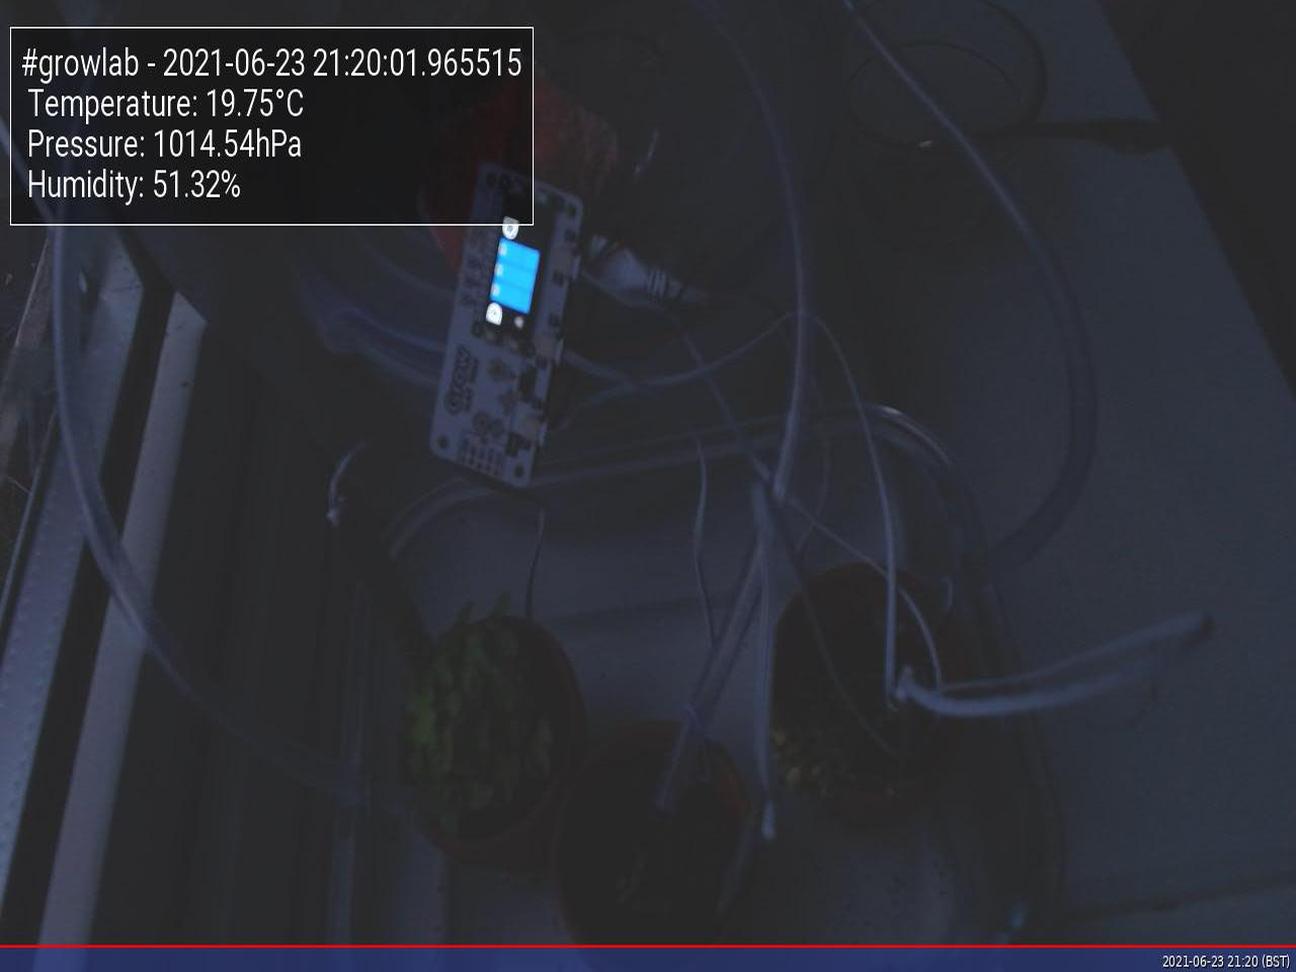 #growlab - 2021-06-23 21:20:01.965515
Temperature: 19.75°C
Pressure: 1014.54hPa
Humidity: 51.32%
GROW
2021-06-23 21:20 (BST)